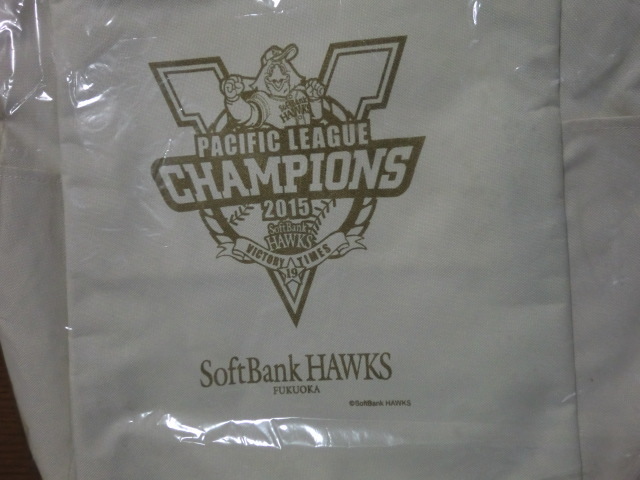 PACIFIC LEAGUE
CHAMPIONS
2015
SoftBank
HAWKS
VICTORY TIMES
19
SoftBank HAWKS
FUKUOKA
©SoftBank HAWKS